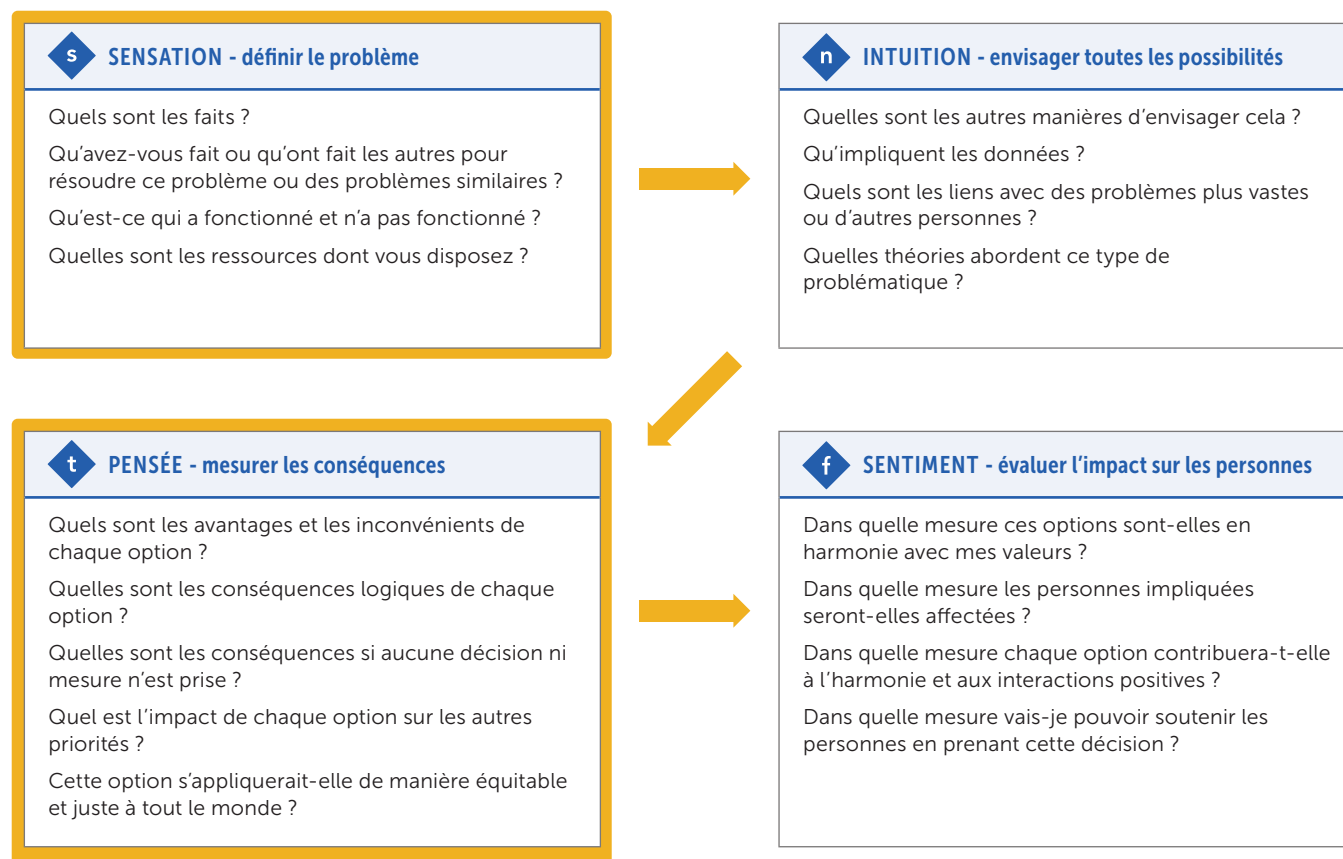 s SENSATION - définir le problème
Quels sont les faits ?
Qu'avez-vous fait ou qu'ont fait les autres pour
résoudre ce problème ou des problèmes similaires ?
Qu'est-ce qui a fonctionné et n'a pas fonctionné ?
Quelles sont les ressources dont vous disposez ?
n INTUITION - envisager toutes les possibilités
Quelles sont les autres manières d'envisager cela ?
Qu'impliquent les données ?
Quels sont les liens avec des problèmes plus vastes
ou d'autres personnes ?
Quelles théories abordent ce type de
problématique ?
t PENSÉE - mesurer les conséquences
Quels sont les avantages et les inconvénients de
chaque option ?
Quelles sont les conséquences logiques de chaque
option ?
Quelles sont les conséquences si aucune décision ni
mesure n'est prise ?
Quel est l'impact de chaque option sur les autres
priorités ?
Cette option s'appliquerait-elle de manière équitable
et juste à tout le monde ?
f SENTIMENT - évaluer l'impact sur les personnes
Dans quelle mesure ces options sont-elles en
harmonie avec mes valeurs ?
Dans quelle mesure les personnes impliquées
seront-elles affectées ?
Dans quelle mesure chaque option contribuera-t-elle
à l'harmonie et aux interactions positives ?
Dans quelle mesure vais-je pouvoir soutenir les
personnes en prenant cette décision ?